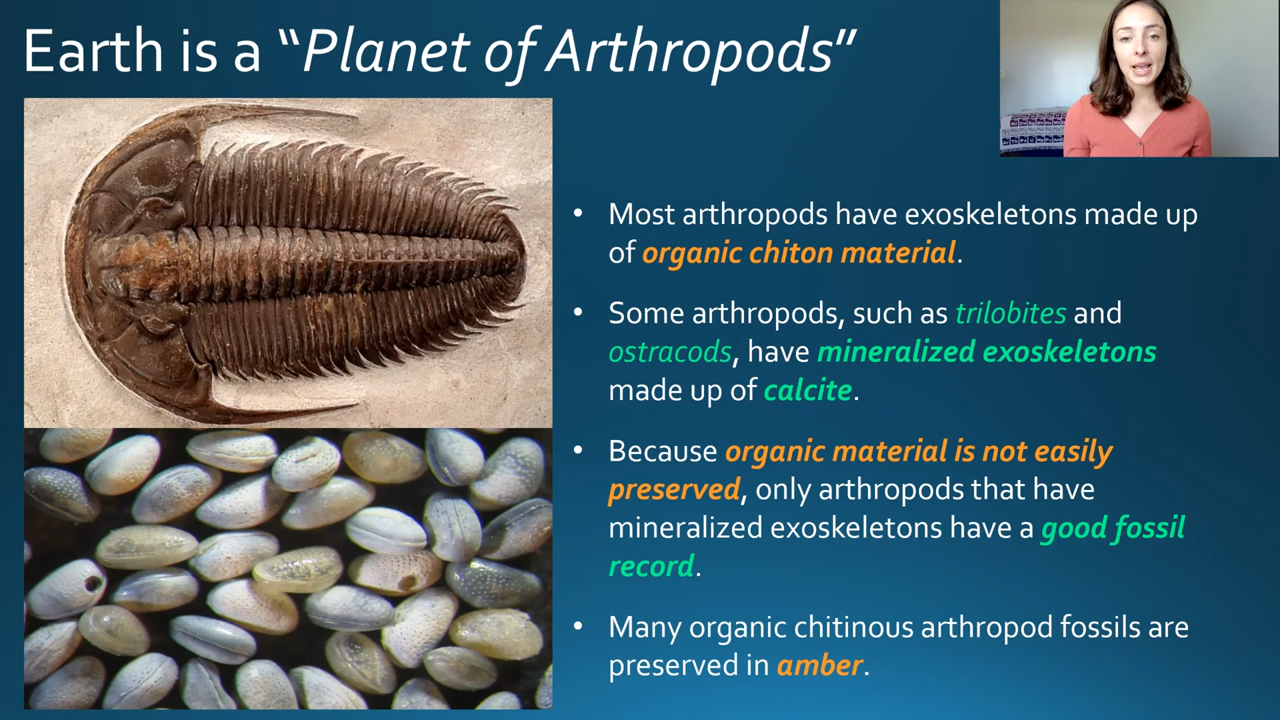 Earth is a “Planet of Arthropods”
• Most arthropods have exoskeletons made up
of organic chiton material.
• Some arthropods, such as trilobites and
ostracods, have mineralized exoskeletons
made up of calcite.
• Because organic material is not easily
preserved, only arthropods that have
mineralized exoskeletons have a good fossil
record.
• Many organic chitinous arthropod fossils are
preserved in amber.